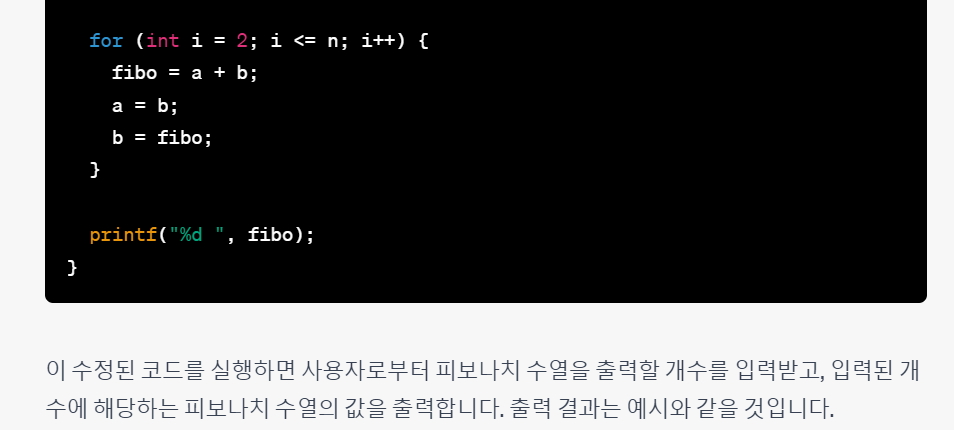 for (int i = 2; i <= n; i++) {
fibo = a + b;
a = b;
b = fibo;
}
printf("%d ", fibo);
}
이 수정된 코드를 실행하면 사용자로부터 피보나치 수열을 출력할 개수를 입력받고, 입력된 개
수에 해당하는 피보나치 수열의 값을 출력합니다. 출력 결과는 예시와 같을 것입니다.